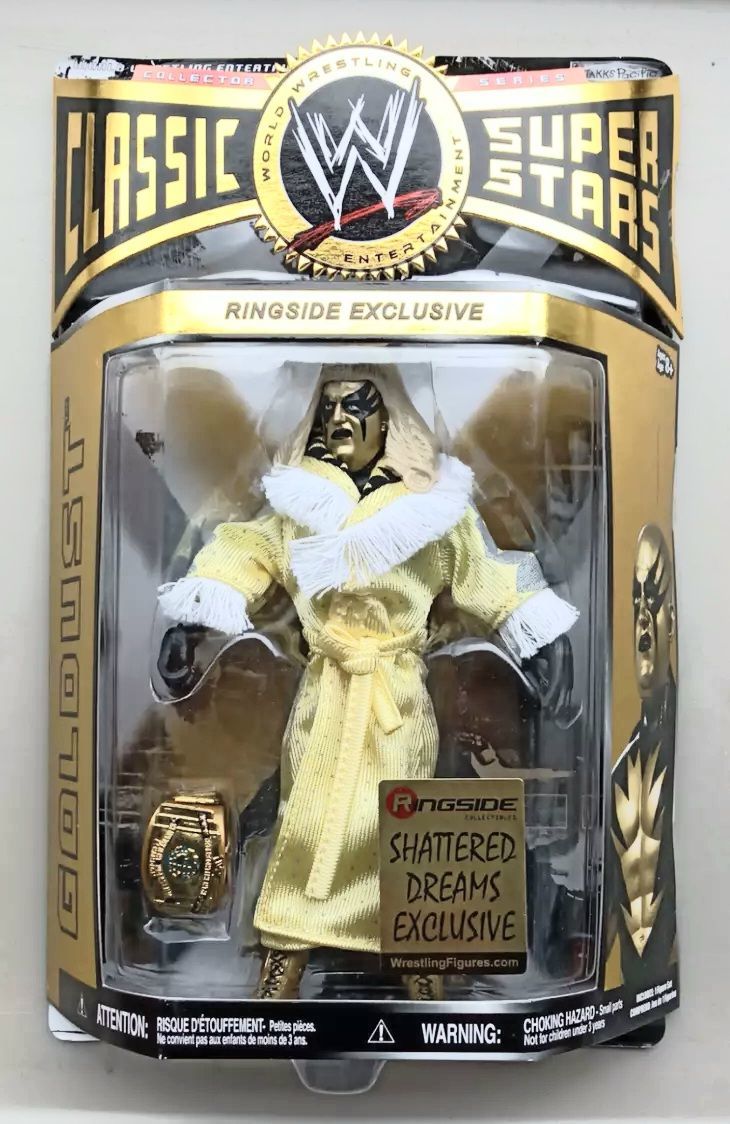 COLLECTOR SERIES
JAKKS Pacific
CLASSIC
SUPER
STARS
WORLD WRESTLING
ENTERTAINMENT
RINGSIDE EXCLUSIVE
8+
GOLDUST
RINGSIDE
COLLECTIBLES
SHATTERED
DREAMS
EXCLUSIVE
WrestlingFigures.com
ATTENTION: RISQUE D'ÉTOUFFEMENT- Petites pièces.
Ne convient pas aux enfants de moins de 3 ans.
WARNING: CHOKING HAZARD - Small parts
Not for children under 3 years